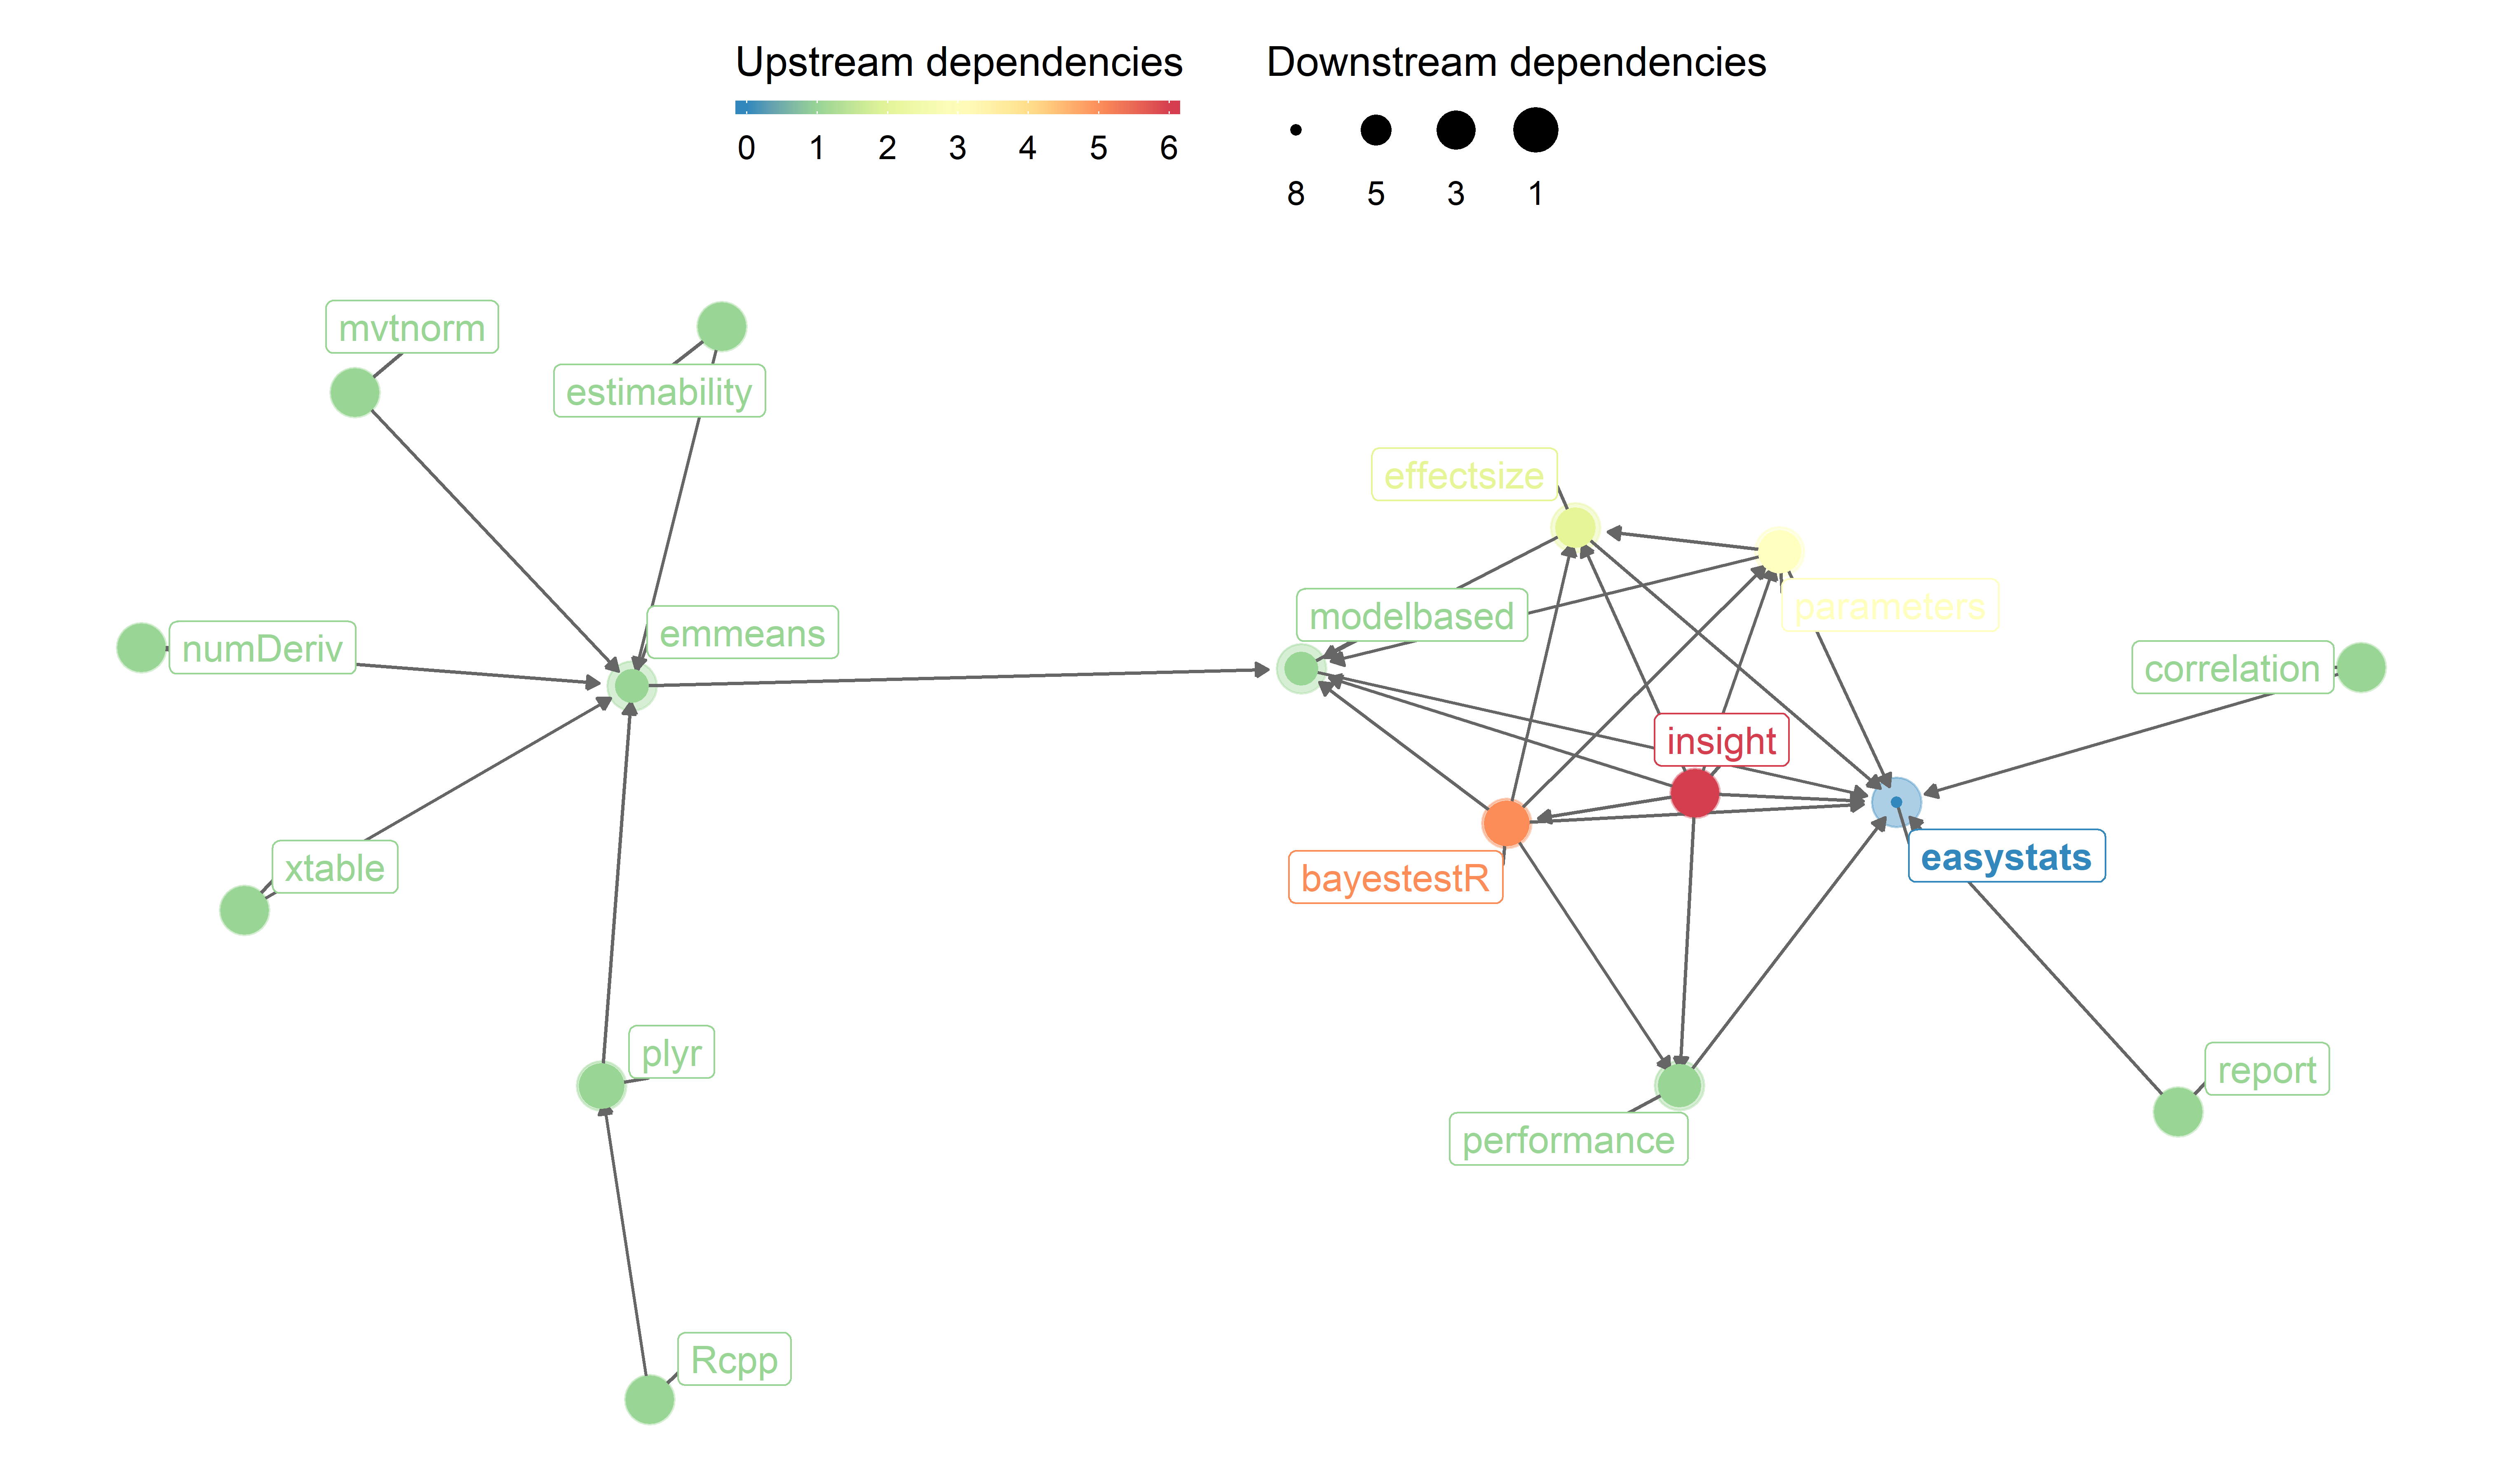 Upstream dependencies
0 1 2 3 4 5 6
Downstream dependencies
8 5 3 1
mvtnorm
estimability
effectsize
modelbased
parameters
emmeans
numDeriv
correlation
insight
xtable
bayestestR
easystats
plyr
report
performance
Rcpp